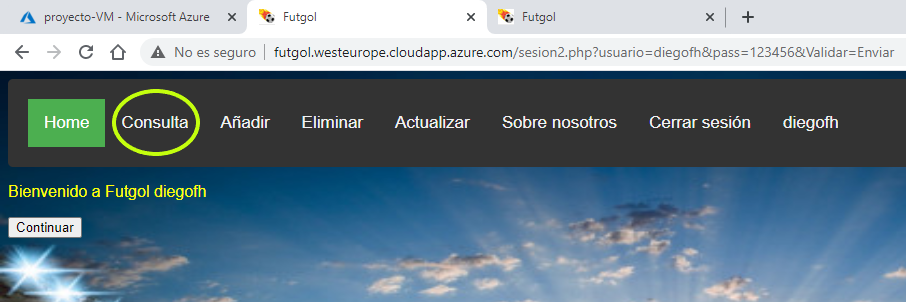 proyecto-VM - Microsoft Azure
Futgol
Futgol
No es seguro | futgol.westeurope.cloudapp.azure.com/sesion2.php?usuario=diegofh&pass=123456&Validar=Enviar
Home Consulta Añadir Eliminar Actualizar Sobre nosotros Cerrar sesión diegofh
Bienvenido a Futgol diegofh
Continuar